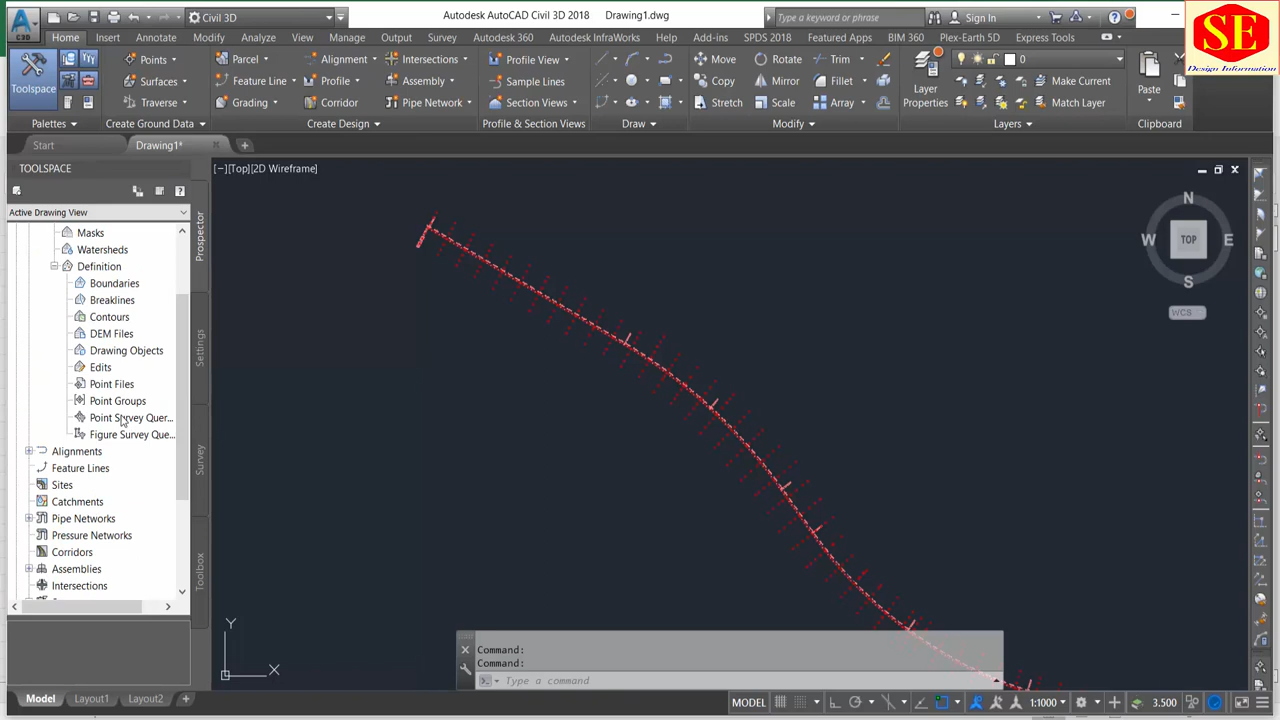 Civil 3D
Autodesk AutoCAD Civil 3D 2018 Drawing1.dwg
Type a keyword or phrase
Sign In
SE
Design Information
C3D
Home Insert Annotate Modify Analyze View Manage Output Survey Autodesk 360 Autodesk InfraWorks Help Add-ins SPDS 2018 Featured Apps BIM 360 Plex-Earth 5D Express Tools
Toolspace
Points
Surfaces
Traverse
Parcel
Feature Line
Grading
Alignment
Profile
Corridor
Intersections
Assembly
Pipe Network
Profile View
Sample Lines
Section Views
Move
Copy
Stretch
Rotate
Mirror
Scale
Trim
Fillet
Array
Layer
Properties
0
Make Current
Match Layer
Paste
Palettes
Create Ground Data
Create Design
Profile & Section Views
Draw
Modify
Layers
Clipboard
Start
Drawing1*
+
TOOLSPACE
Active Drawing View
Masks
Watersheds
Definition
Boundaries
Breaklines
Contours
DEM Files
Drawing Objects
Edits
Point Files
Point Groups
Point Survey Quer...
Figure Survey Que...
Alignments
Feature Lines
Sites
Catchments
Pipe Networks
Pressure Networks
Corridors
Assemblies
Intersections
Prospector
Settings
Survey
Toolbox
[−][Top][2D Wireframe]
N
W
TOP
E
S
WCS
Y
X
Command:
Command:
Type a command
Model
Layout1
Layout2
+
MODEL
1:1000
3.500